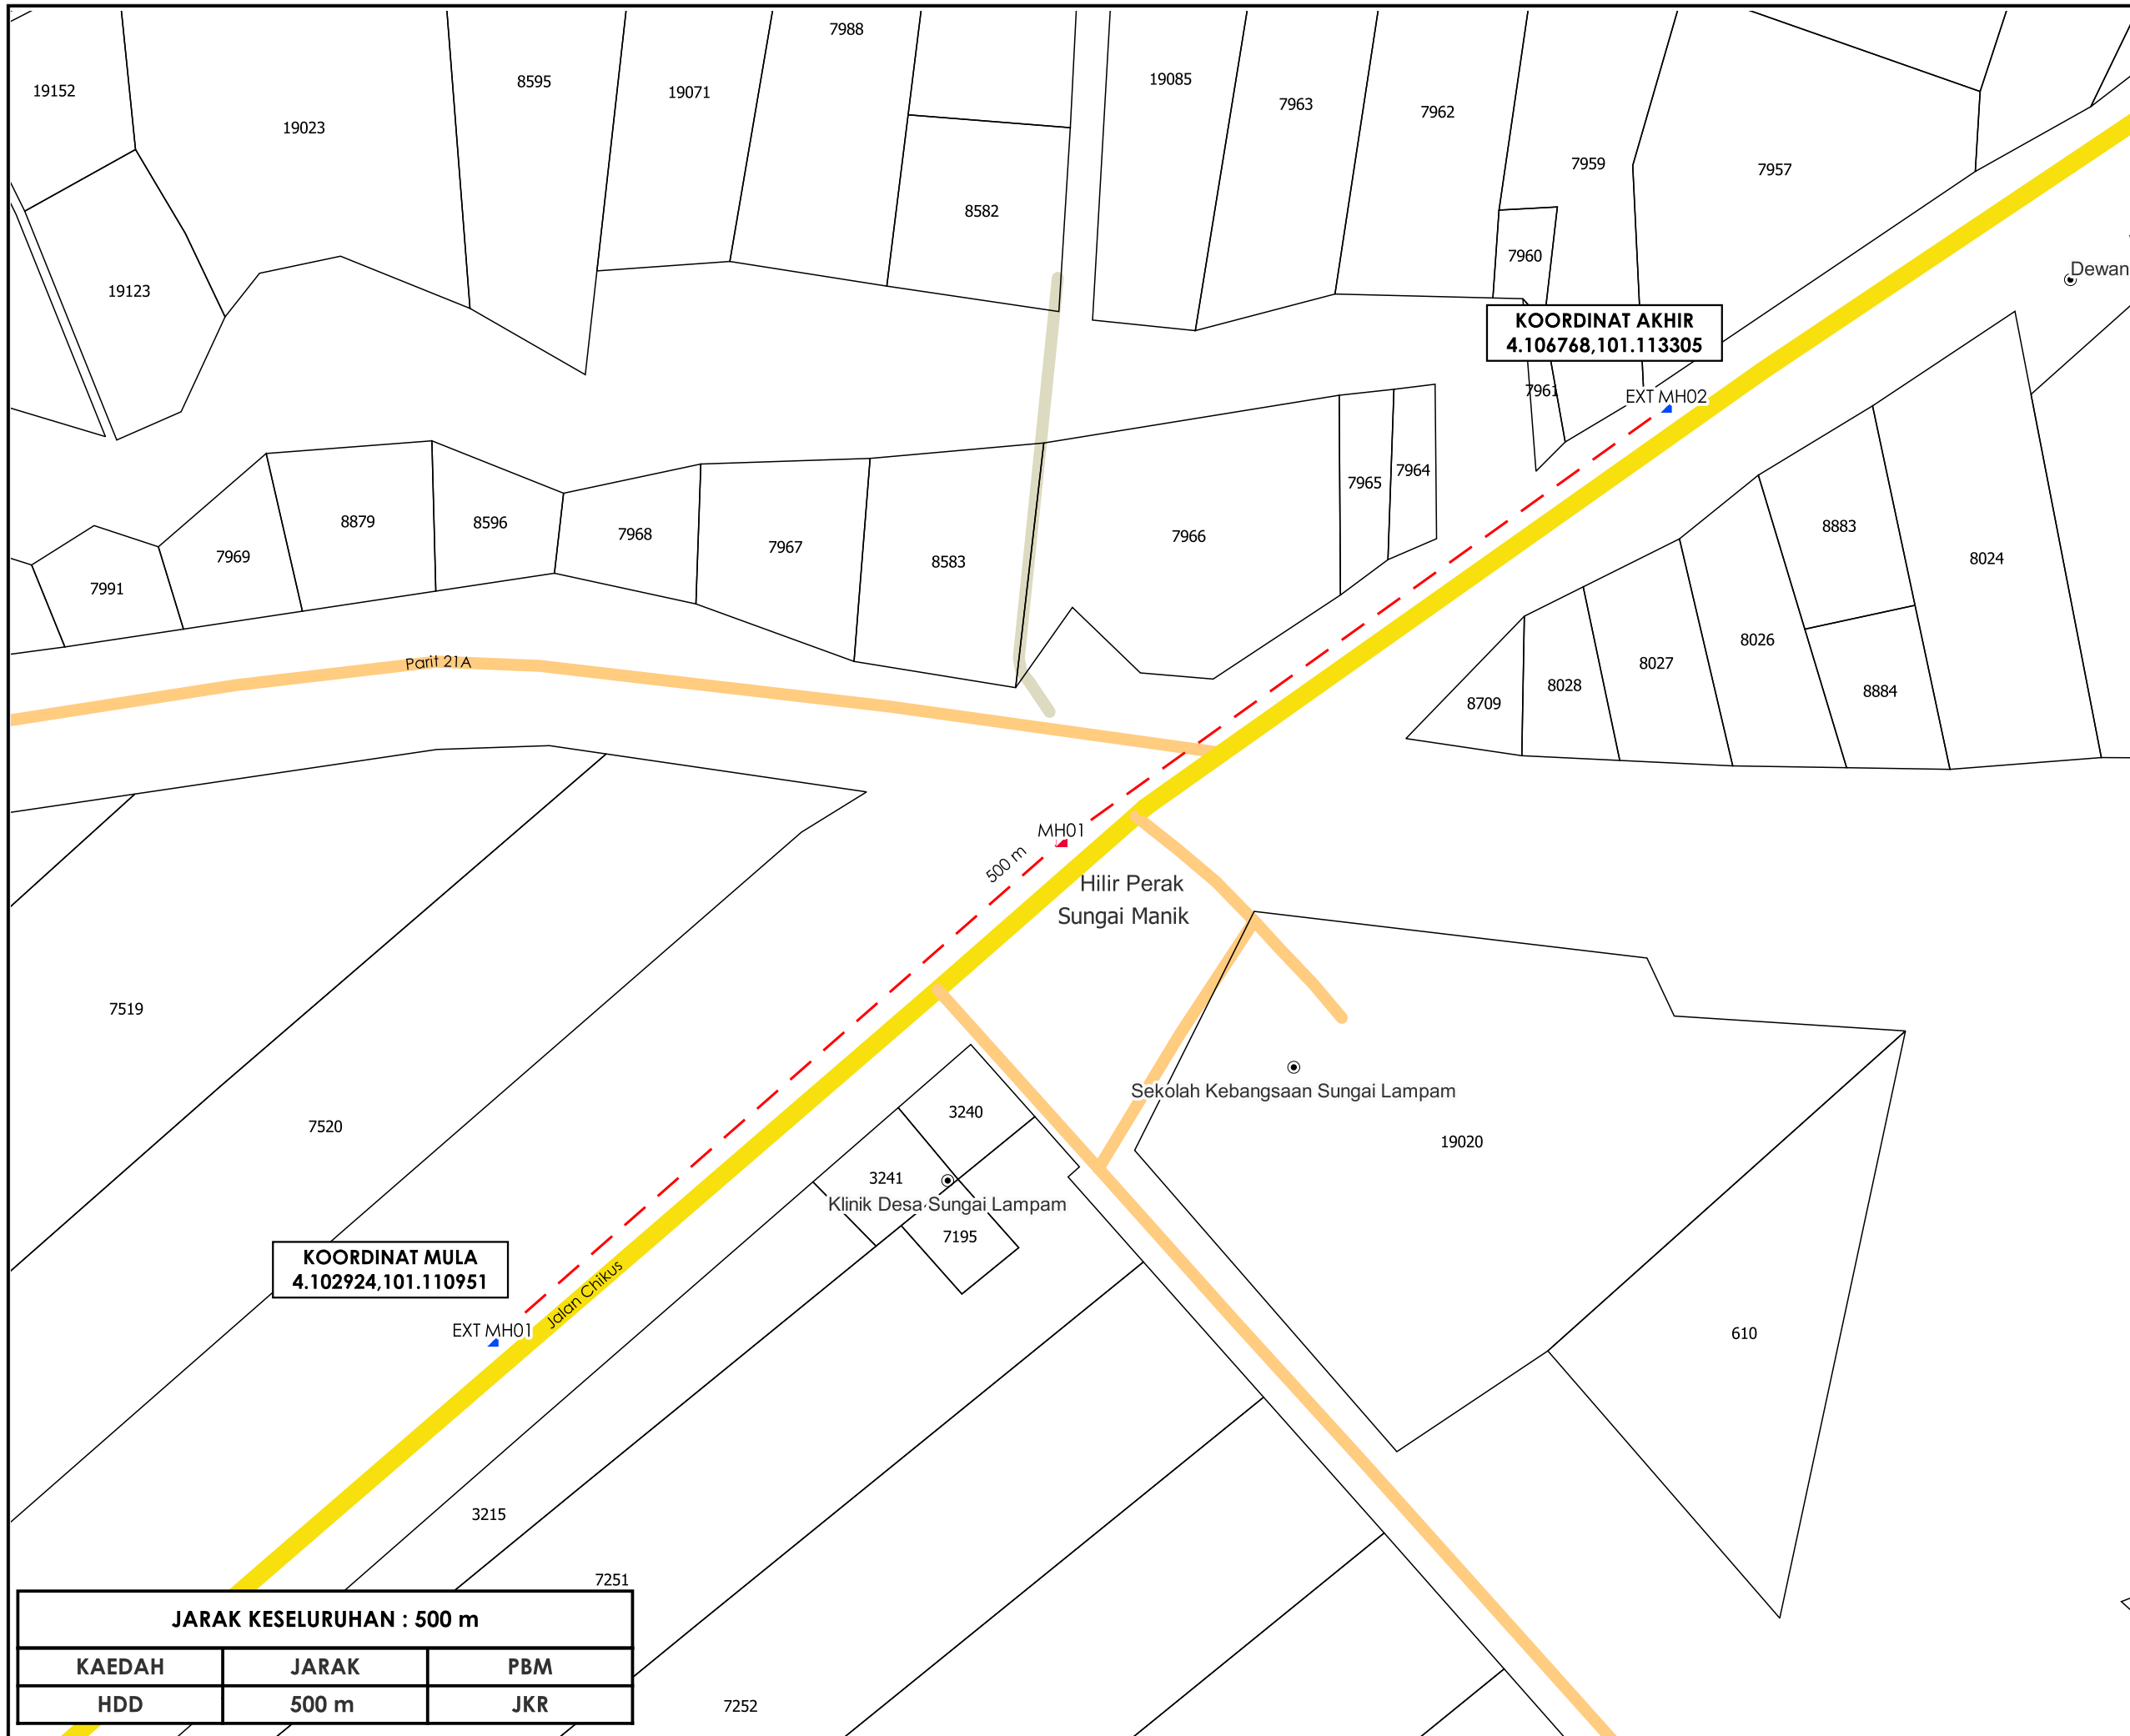 7988
19152
19023
8595
19071
19085
7963
7962
7959
7957
8582
7960
19123
Dewan
KOORDINAT AKHIR
4.106768,101.113305
7961
EXT MH02
7965
7964
7966
8879
8596
7968
7967
8583
7969
7991
8883
8024
8026
8027
8028
8709
8884
Parit 21A
MH01
500 m
Hilir Perak
Sungai Manik
7519
7520
Sekolah Kebangsaan Sungai Lampam
19020
3240
3241
Klinik Desa Sungai Lampam
7195
KOORDINAT MULA
4.102924,101.110951
EXT MH01
Jalan Chikus
610
3215
7251
7252
JARAK KESELURUHAN : 500 m
KAEDAH JARAK PBM
HDD 500 m JKR